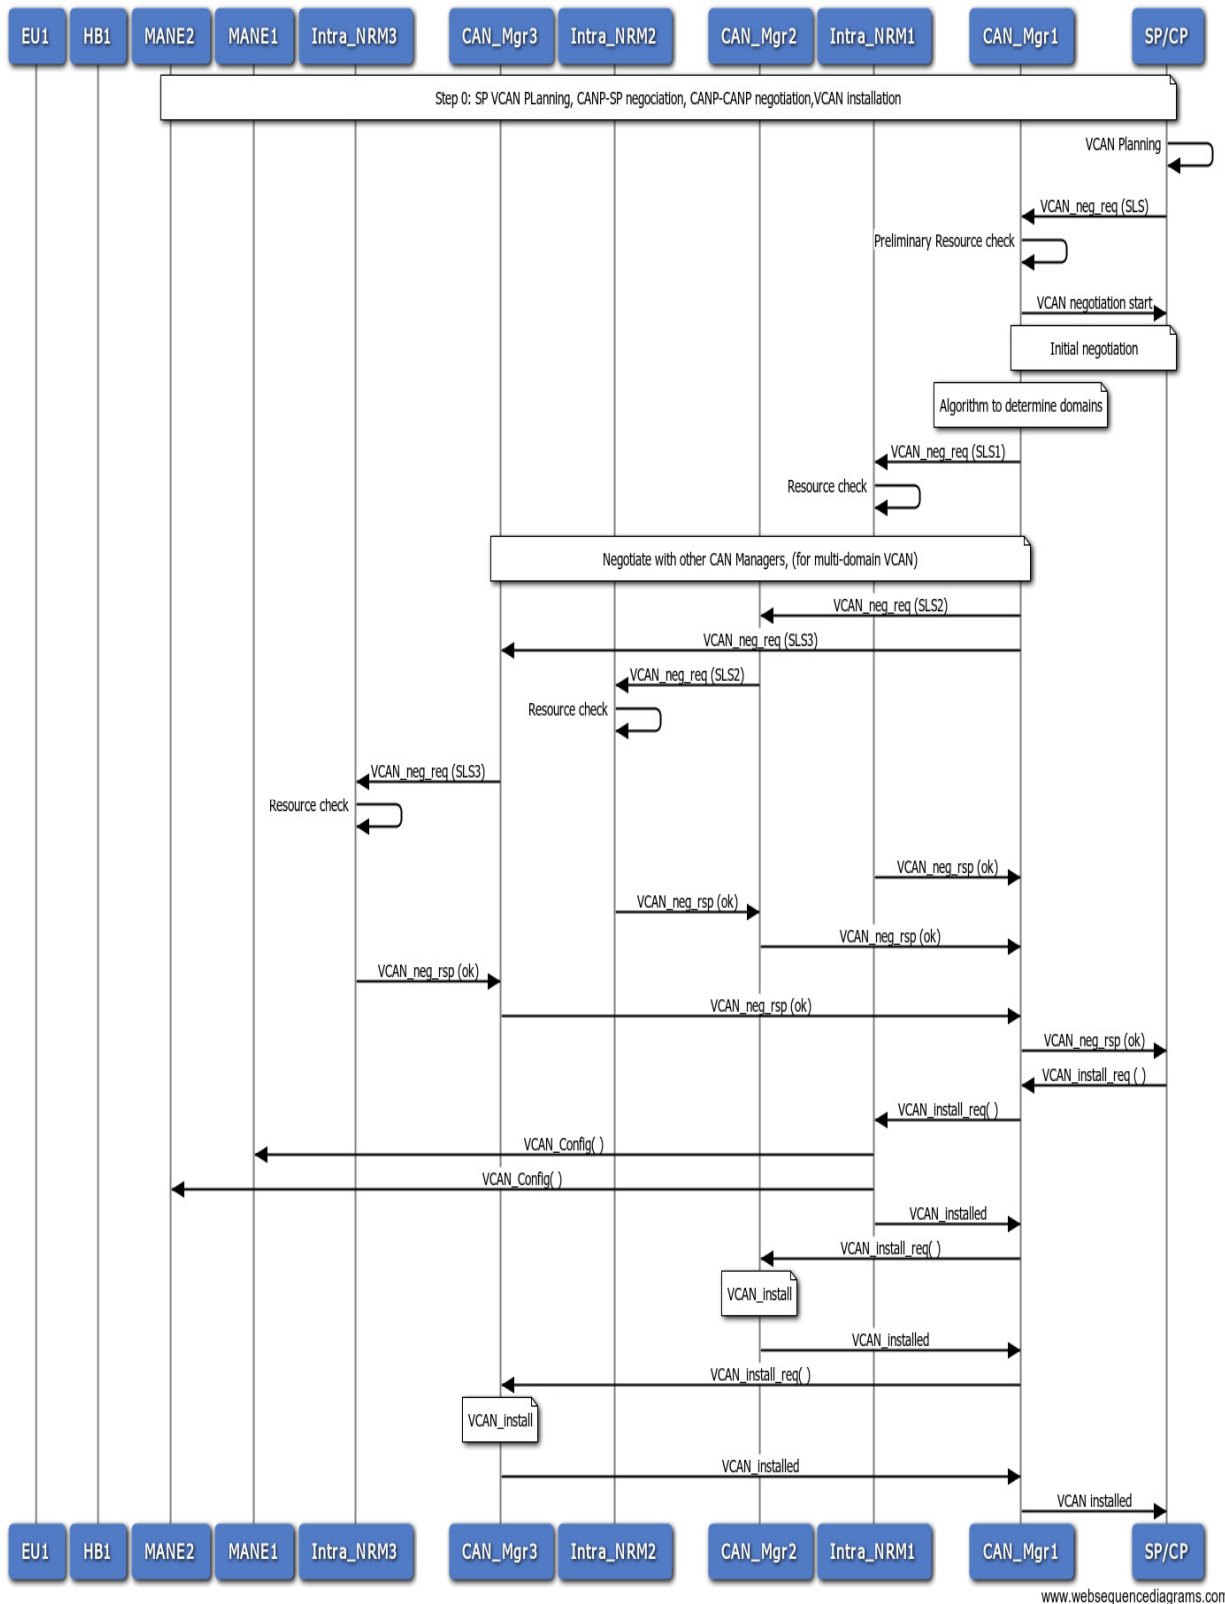 EU1 HB1 MANE2 MANE1 Intra_NRM3 CAN_Mgr3 Intra_NRM2 CAN_Mgr2 Intra_NRM1 CAN_Mgr1 SP/CP
Step 0: SP VCAN PLanning, CANP-SP negociation, CANP-CANP negotiation,VCAN installation
VCAN Planning
VCAN_neg_req (SLS)
Preliminary Resource check
VCAN negotiation start
Initial negotiation
Algorithm to determine domains
VCAN_neg_req (SLS1)
Resource check
Negotiate with other CAN Managers, (for multi-domain VCAN)
VCAN_neg_req (SLS2)
VCAN_neg_req (SLS3)
VCAN_neg_req (SLS2)
Resource check
VCAN_neg_req (SLS3)
Resource check
VCAN_neg_rsp (ok)
VCAN_neg_rsp (ok)
VCAN_neg_rsp (ok)
VCAN_neg_rsp (ok)
VCAN_neg_rsp (ok)
VCAN_neg_rsp (ok)
VCAN_install_req ( )
VCAN_install_req( )
VCAN_Config( )
VCAN_Config( )
VCAN_installed
VCAN_install_req( )
VCAN_install
VCAN_installed
VCAN_install_req( )
VCAN_install
VCAN_installed
VCAN installed
EU1 HB1 MANE2 MANE1 Intra_NRM3 CAN_Mgr3 Intra_NRM2 CAN_Mgr2 Intra_NRM1 CAN_Mgr1 SP/CP
www.websequencediagrams.com